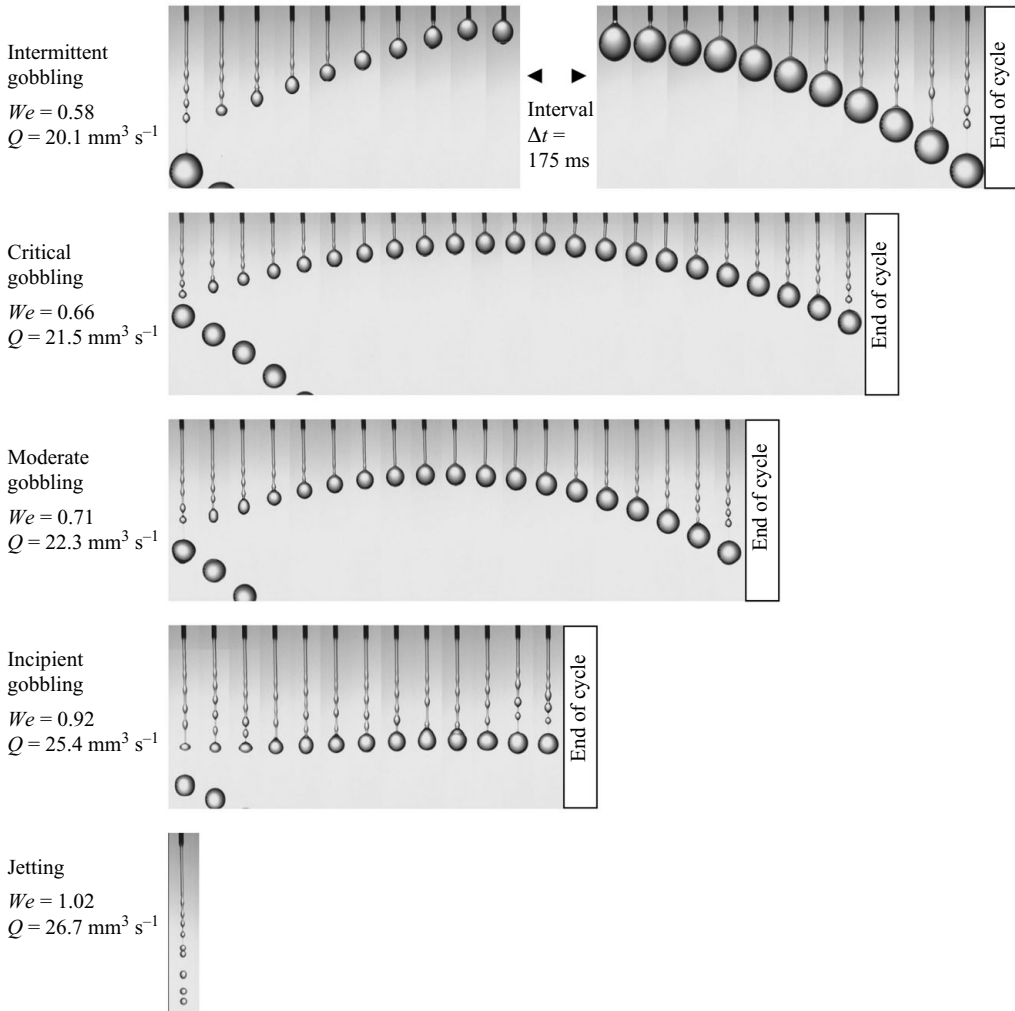 Intermittent
gobbling
We = 0.58
Q = 20.1 mm³ s⁻¹
◄ ►
Interval
Δt =
175 ms
End of cycle
Critical
gobbling
We = 0.66
Q = 21.5 mm³ s⁻¹
End of cycle
Moderate
gobbling
We = 0.71
Q = 22.3 mm³ s⁻¹
End of cycle
Incipient
gobbling
We = 0.92
Q = 25.4 mm³ s⁻¹
End of cycle
Jetting
We = 1.02
Q = 26.7 mm³ s⁻¹